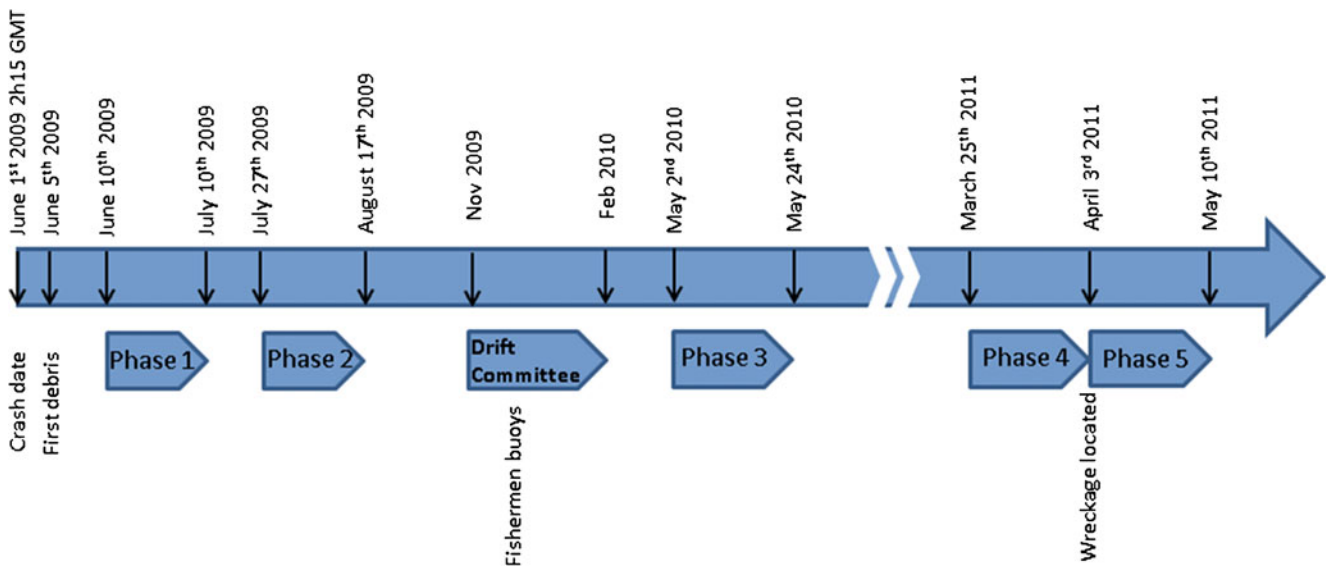 June 1st 2009 2h15 GMT
June 5th 2009
June 10th 2009
July 10th 2009
July 27th 2009
August 17th 2009
Nov 2009
Feb 2010
May 2nd 2010
May 24th 2010
March 25th 2011
April 3rd 2011
May 10th 2011
Phase 1
Phase 2
Drift
Committee
Phase 3
Phase 4
Phase 5
Crash date
First debris
Fishermen buoys
Wreckage located